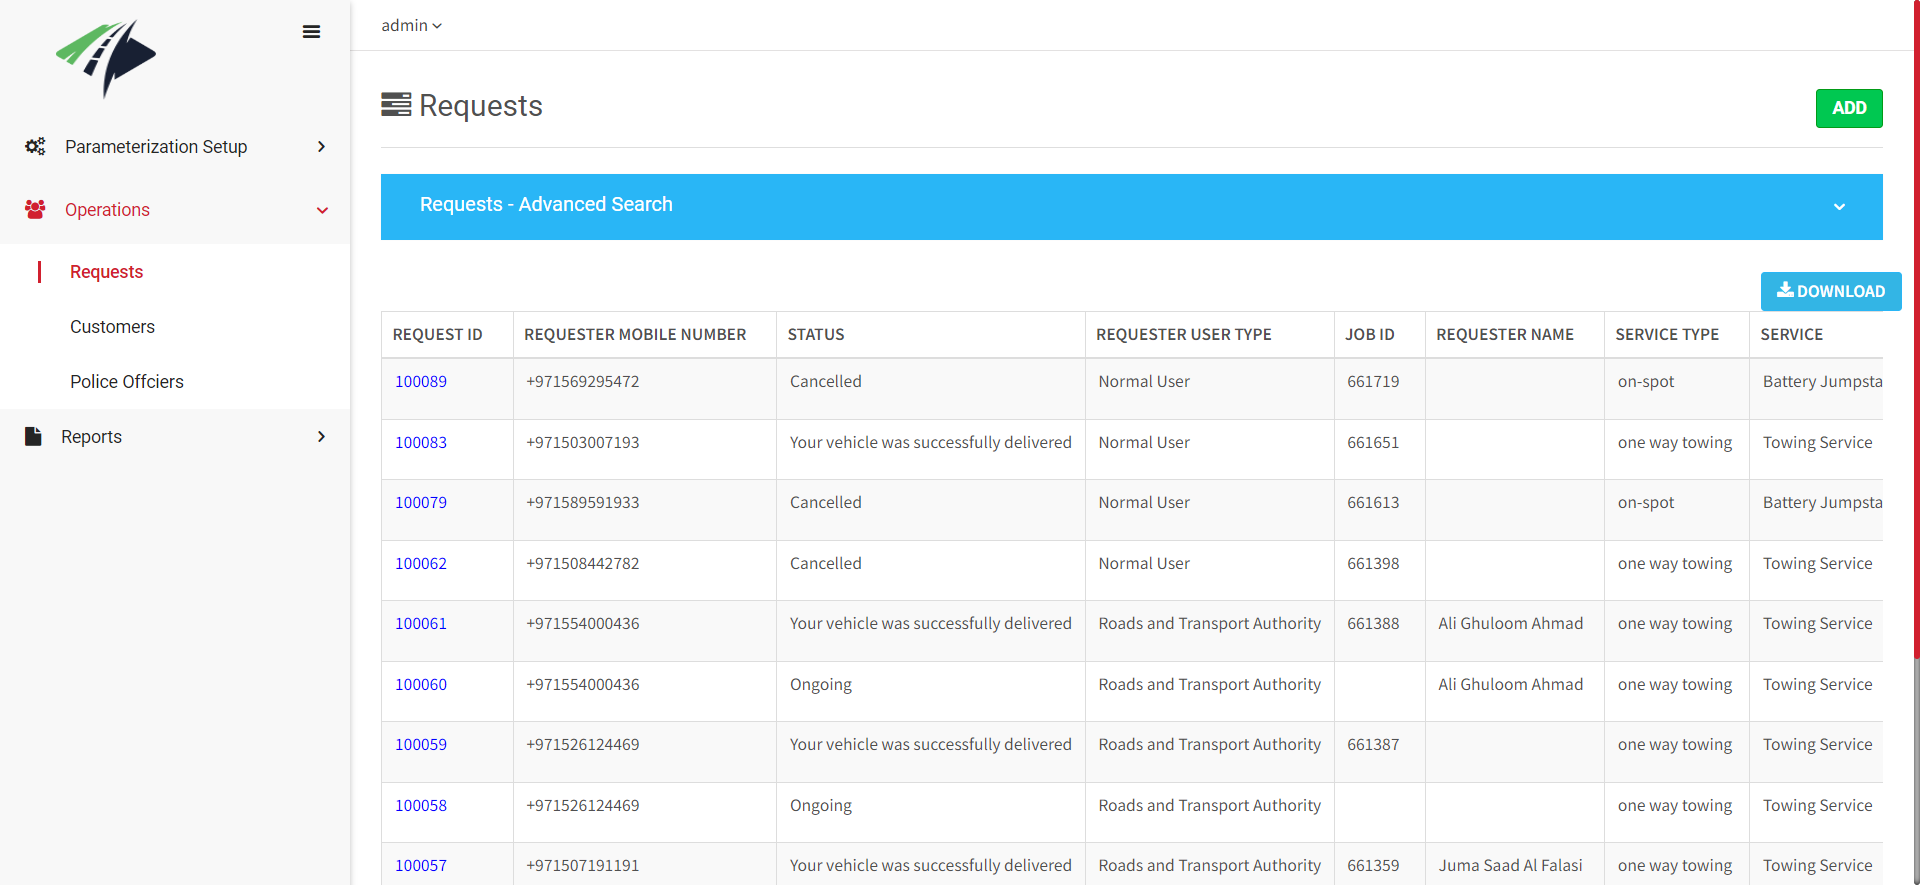 admin
Requests
ADD
Parameterization Setup
Operations
Requests
Customers
Police Offciers
Reports
Requests - Advanced Search
DOWNLOAD
REQUEST ID REQUESTER MOBILE NUMBER STATUS REQUESTER USER TYPE JOB ID REQUESTER NAME SERVICE TYPE SERVICE
100089 +971569295472 Cancelled Normal User 661719 on-spot Battery Jumpsta
100083 +971503007193 Your vehicle was successfully delivered Normal User 661651 one way towing Towing Service
100079 +971589591933 Cancelled Normal User 661613 on-spot Battery Jumpsta
100062 +971508442782 Cancelled Normal User 661398 one way towing Towing Service
100061 +971554000436 Your vehicle was successfully delivered Roads and Transport Authority 661388 Ali Ghuloom Ahmad one way towing Towing Service
100060 +971554000436 Ongoing Roads and Transport Authority Ali Ghuloom Ahmad one way towing Towing Service
100059 +971526124469 Your vehicle was successfully delivered Roads and Transport Authority 661387 one way towing Towing Service
100058 +971526124469 Ongoing Roads and Transport Authority one way towing Towing Service
100057 +971507191191 Your vehicle was successfully delivered Roads and Transport Authority 661359 Juma Saad Al Falasi one way towing Towing Service